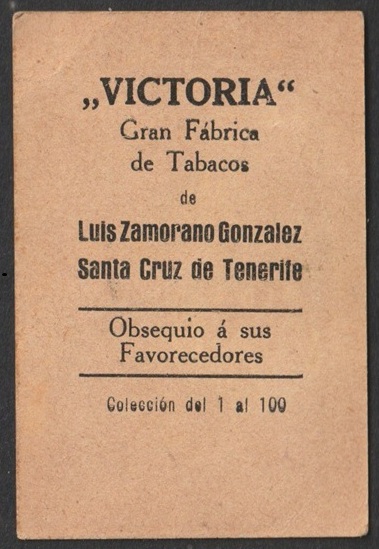 „VICTORIA“
Gran Fábrica
de Tabacos
de
Luis Zamorano Gonzalez
Santa Cruz de Tenerife
Obsequio á sus
Favorecedores
Colección del 1 al 100